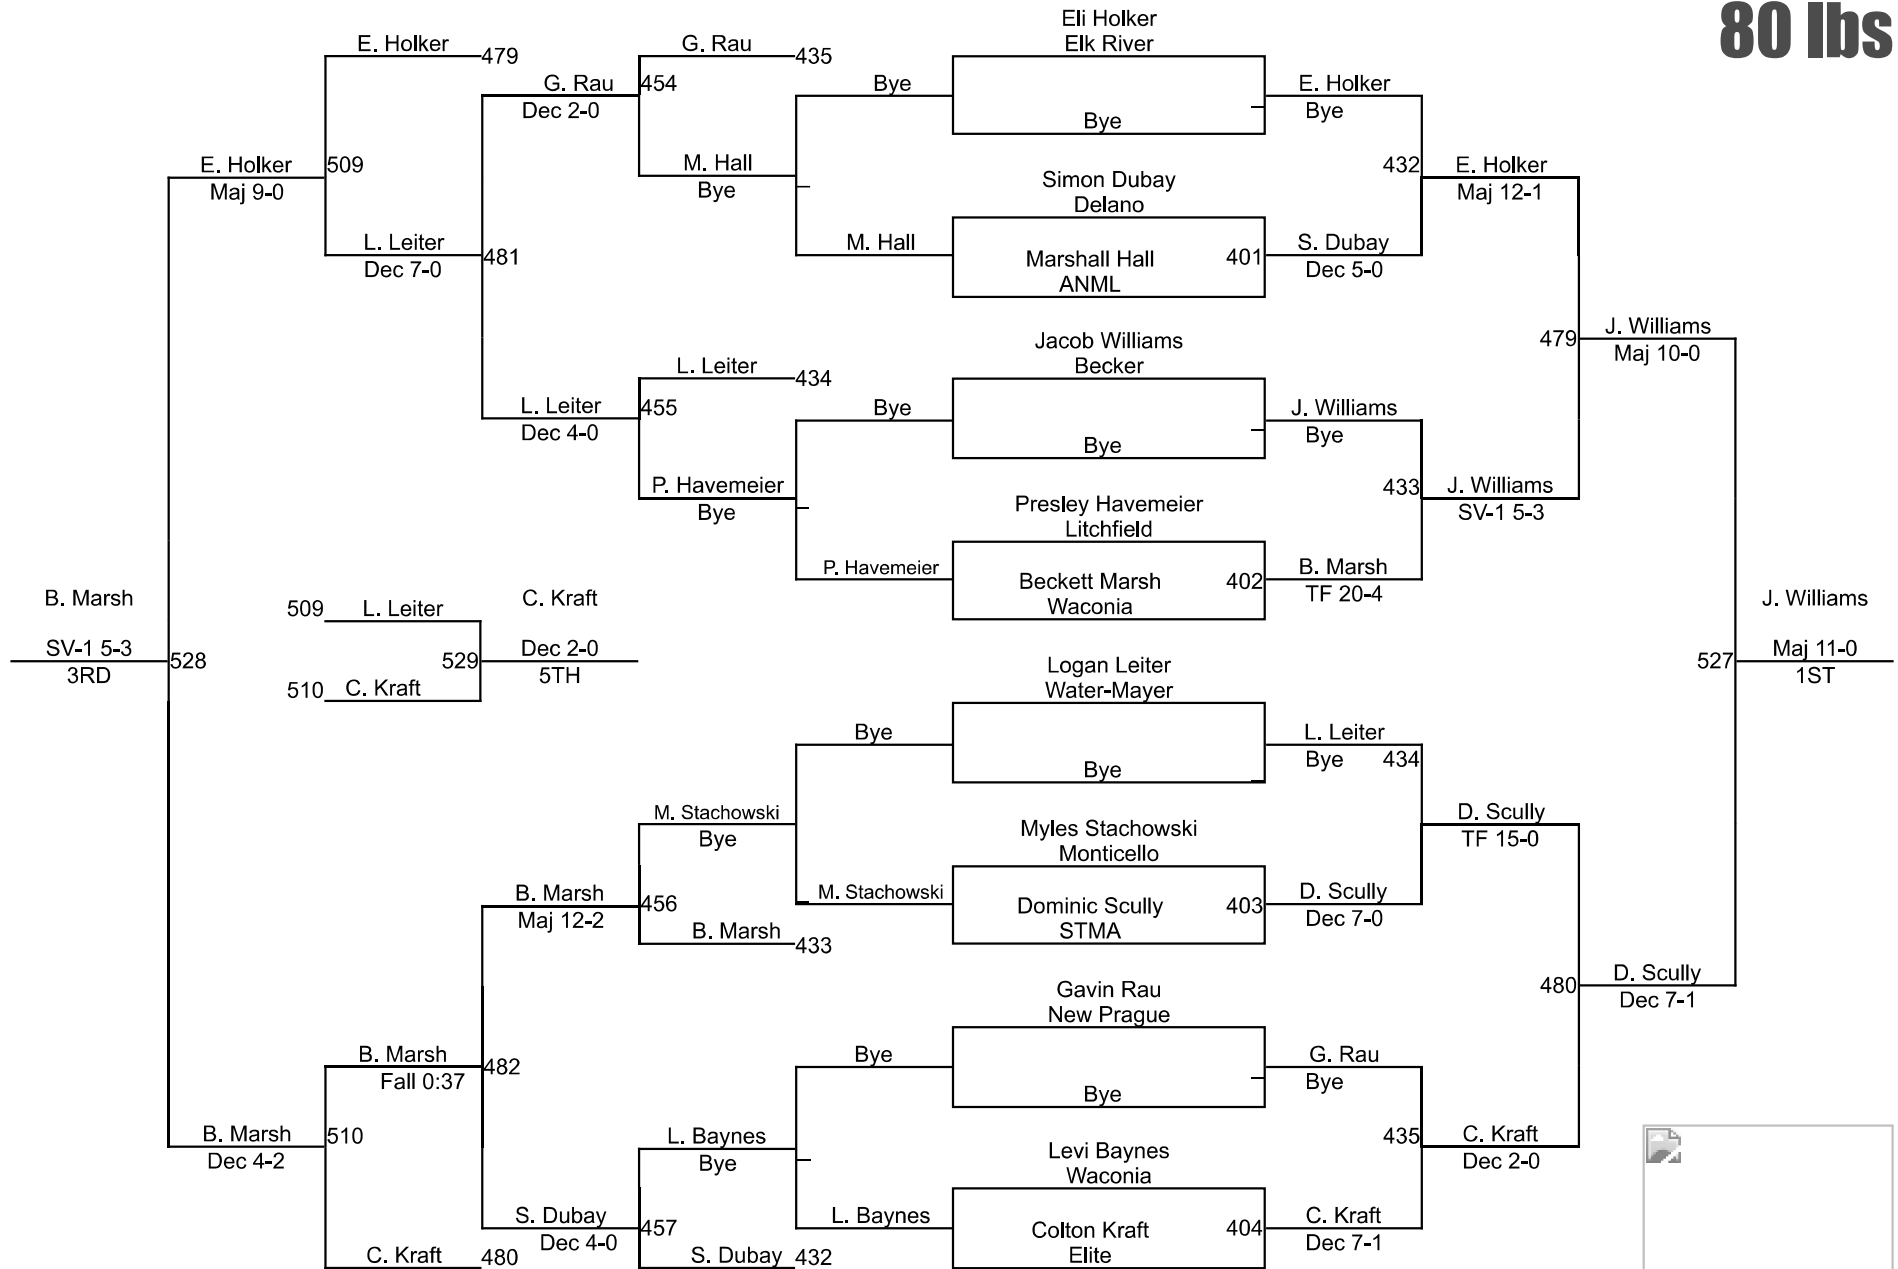 80 lbs
Eli Holker
Elk River
E. Holker
479
G. Rau
435
G. Rau
454
Dec 2-0
Bye
E. Holker
Bye
Bye
E. Holker
Maj 9-0
509
M. Hall
Bye
432
E. Holker
Maj 12-1
Simon Dubay
Delano
L. Leiter
Dec 7-0
481
M. Hall
Marshall Hall
ANML
401
S. Dubay
Dec 5-0
Jacob Williams
Becker
479
J. Williams
Maj 10-0
L. Leiter
434
L. Leiter
Dec 4-0
455
Bye
Bye
J. Williams
Bye
P. Havemeier
Bye
433
J. Williams
SV-1 5-3
Presley Havemeier
Litchfield
P. Havemeier
Beckett Marsh
Waconia
402
B. Marsh
TF 20-4
B. Marsh
SV-1 5-3
3RD
528
509
L. Leiter
510
C. Kraft
529
C. Kraft
Dec 2-0
5TH
527
J. Williams
Maj 11-0
1ST
Logan Leiter
Water-Mayer
Bye
Bye
L. Leiter
Bye
434
M. Stachowski
Bye
D. Scully
TF 15-0
Myles Stachowski
Monticello
B. Marsh
Maj 12-2
456
M. Stachowski
Dominic Scully
STMA
403
D. Scully
Dec 7-0
B. Marsh
433
480
D. Scully
Dec 7-1
Gavin Rau
New Prague
B. Marsh
Fall 0:37
482
Bye
Bye
G. Rau
Bye
B. Marsh
Dec 4-2
510
L. Baynes
Bye
435
C. Kraft
Dec 2-0
Levi Baynes
Waconia
S. Dubay
Dec 4-0
457
L. Baynes
Colton Kraft
Elite
404
C. Kraft
Dec 7-1
C. Kraft
480
S. Dubay
432